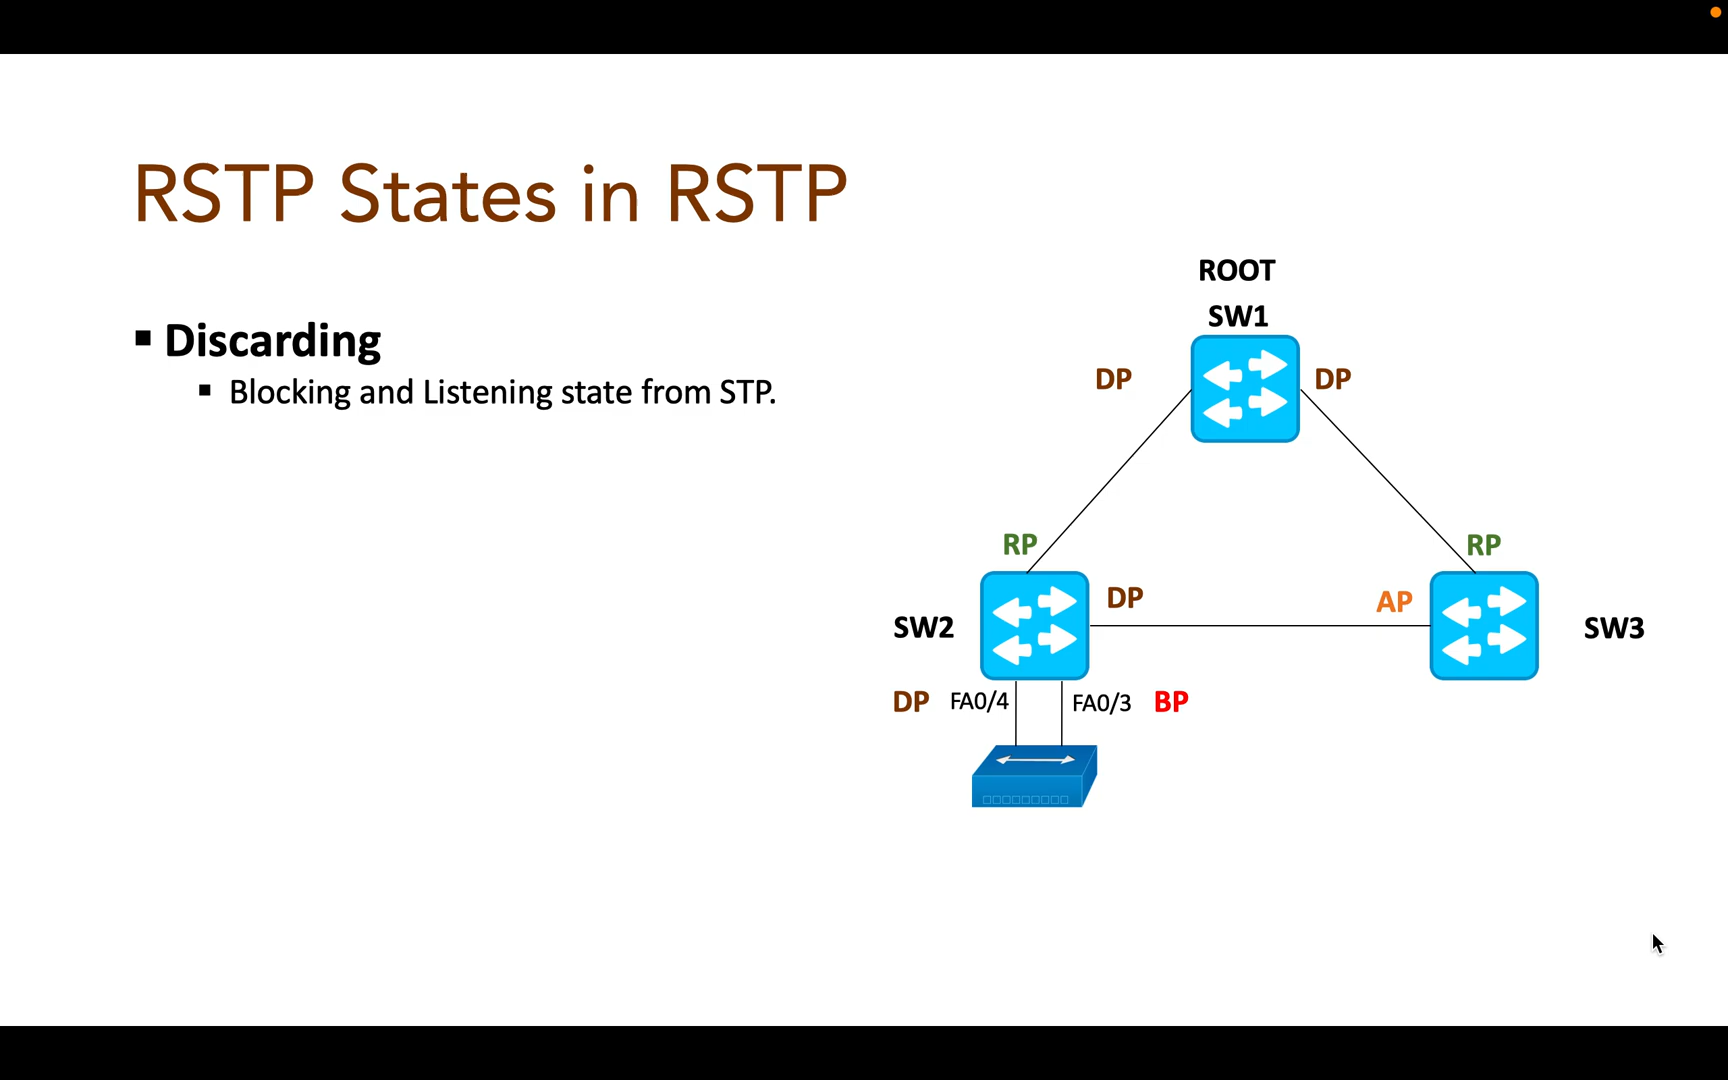 RSTP States in RSTP
▪ Discarding
▪ Blocking and Listening state from STP.
ROOT
SW1
DP
DP
RP
RP
DP
AP
SW2
SW3
DP FA0/4 FA0/3 BP